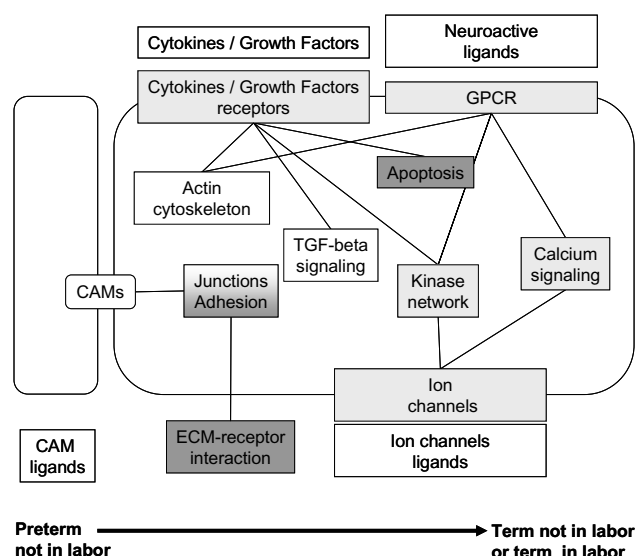 Cytokines / Growth Factors
Neuroactive
ligands
Cytokines / Growth Factors
receptors
GPCR
Apoptosis
Actin
cytoskeleton
TGF-beta
signaling
Calcium
signaling
Junctions
Adhesion
Kinase
network
CAMs
Ion
channels
ECM-receptor
interaction
Ion channels
ligands
CAM
ligands
Preterm
not in labor
Term not in labor
or term in labor